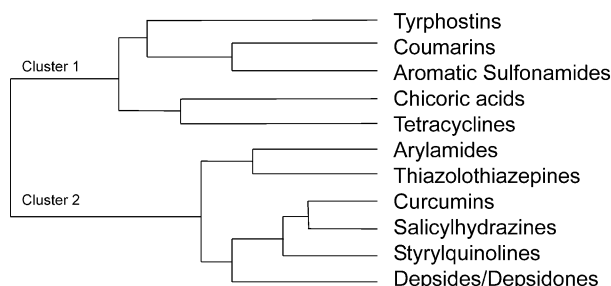 Tyrphostins
Coumarins
Cluster 1
Aromatic Sulfonamides
Chicoric acids
Tetracyclines
Arylamides
Thiazolothiazepines
Cluster 2
Curcumins
Salicylhydrazines
Styrylquinolines
Depsides/Depsidones